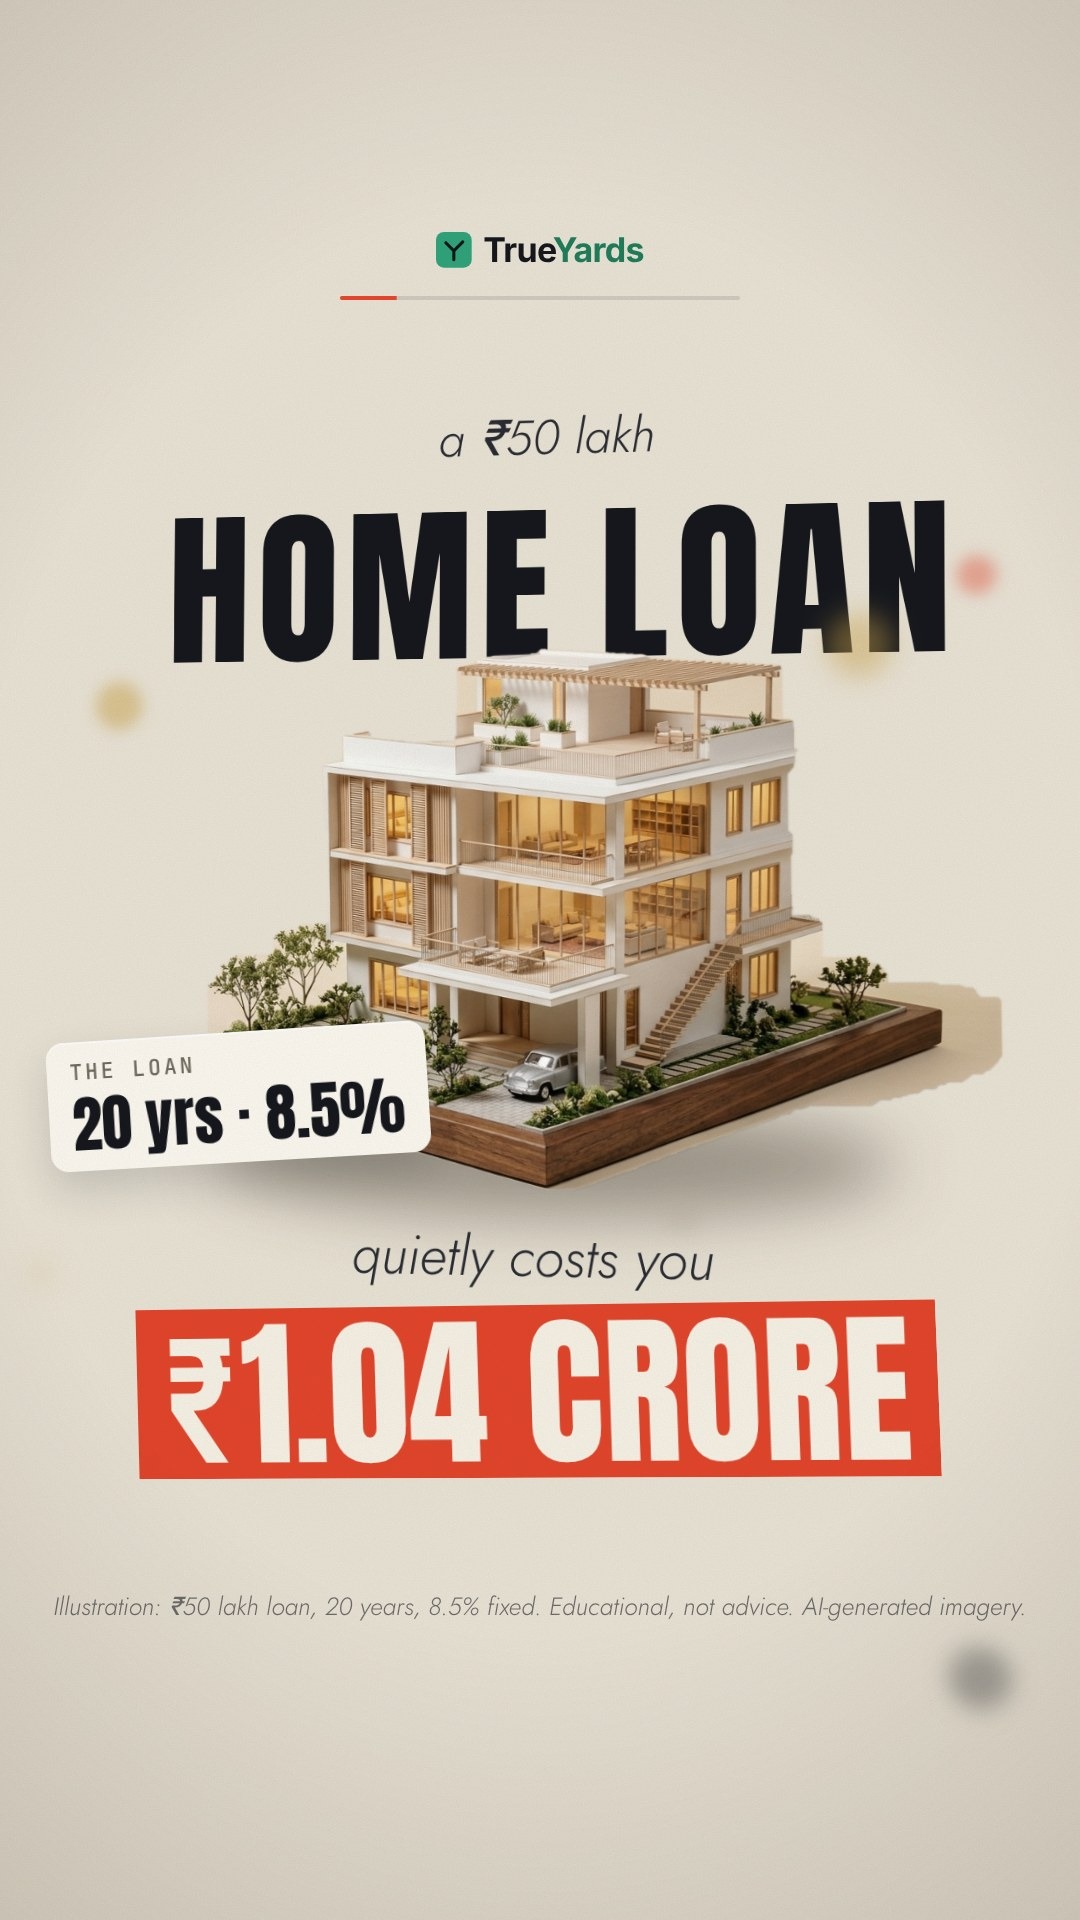 TrueYards
a ₹50 lakh
HOME LOAN
THE LOAN
20 yrs · 8.5%
quietly costs you
₹1.04 CRORE
Illustration: ₹50 lakh loan, 20 years, 8.5% fixed. Educational, not advice. AI-generated imagery.